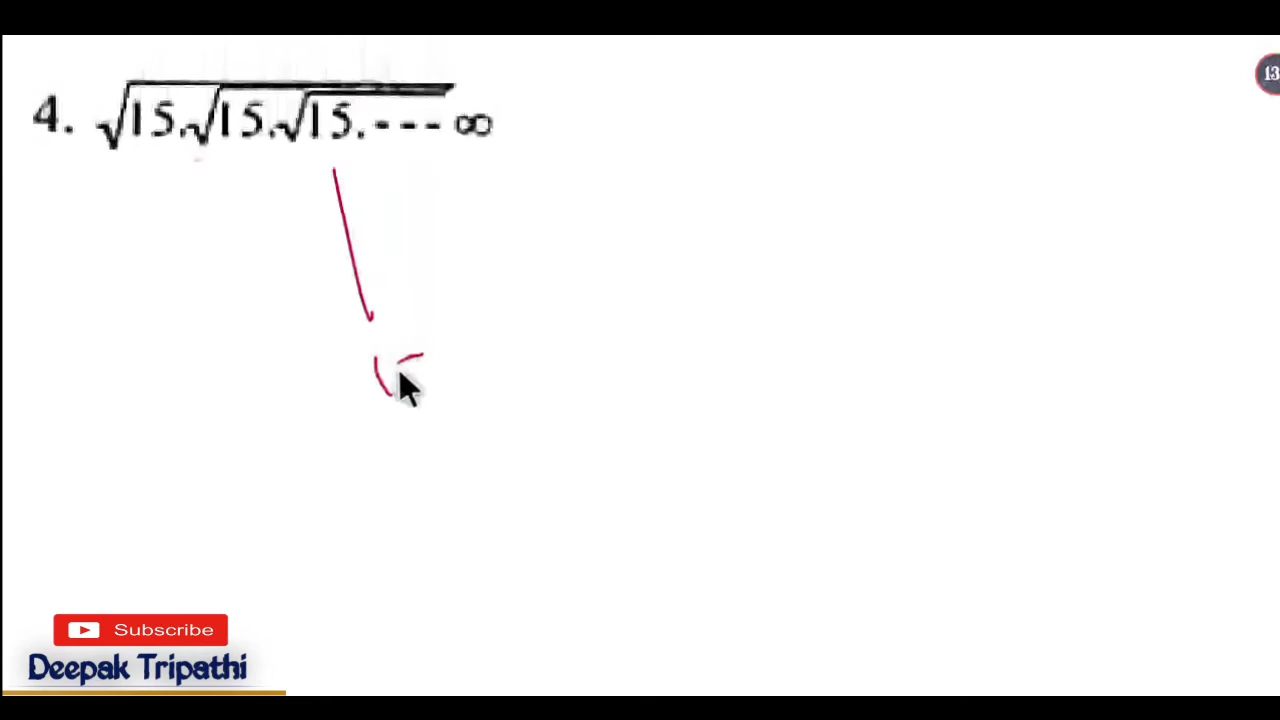 13
4. √15.√15.√15.---∞
Subscribe
Deepak Tripathi